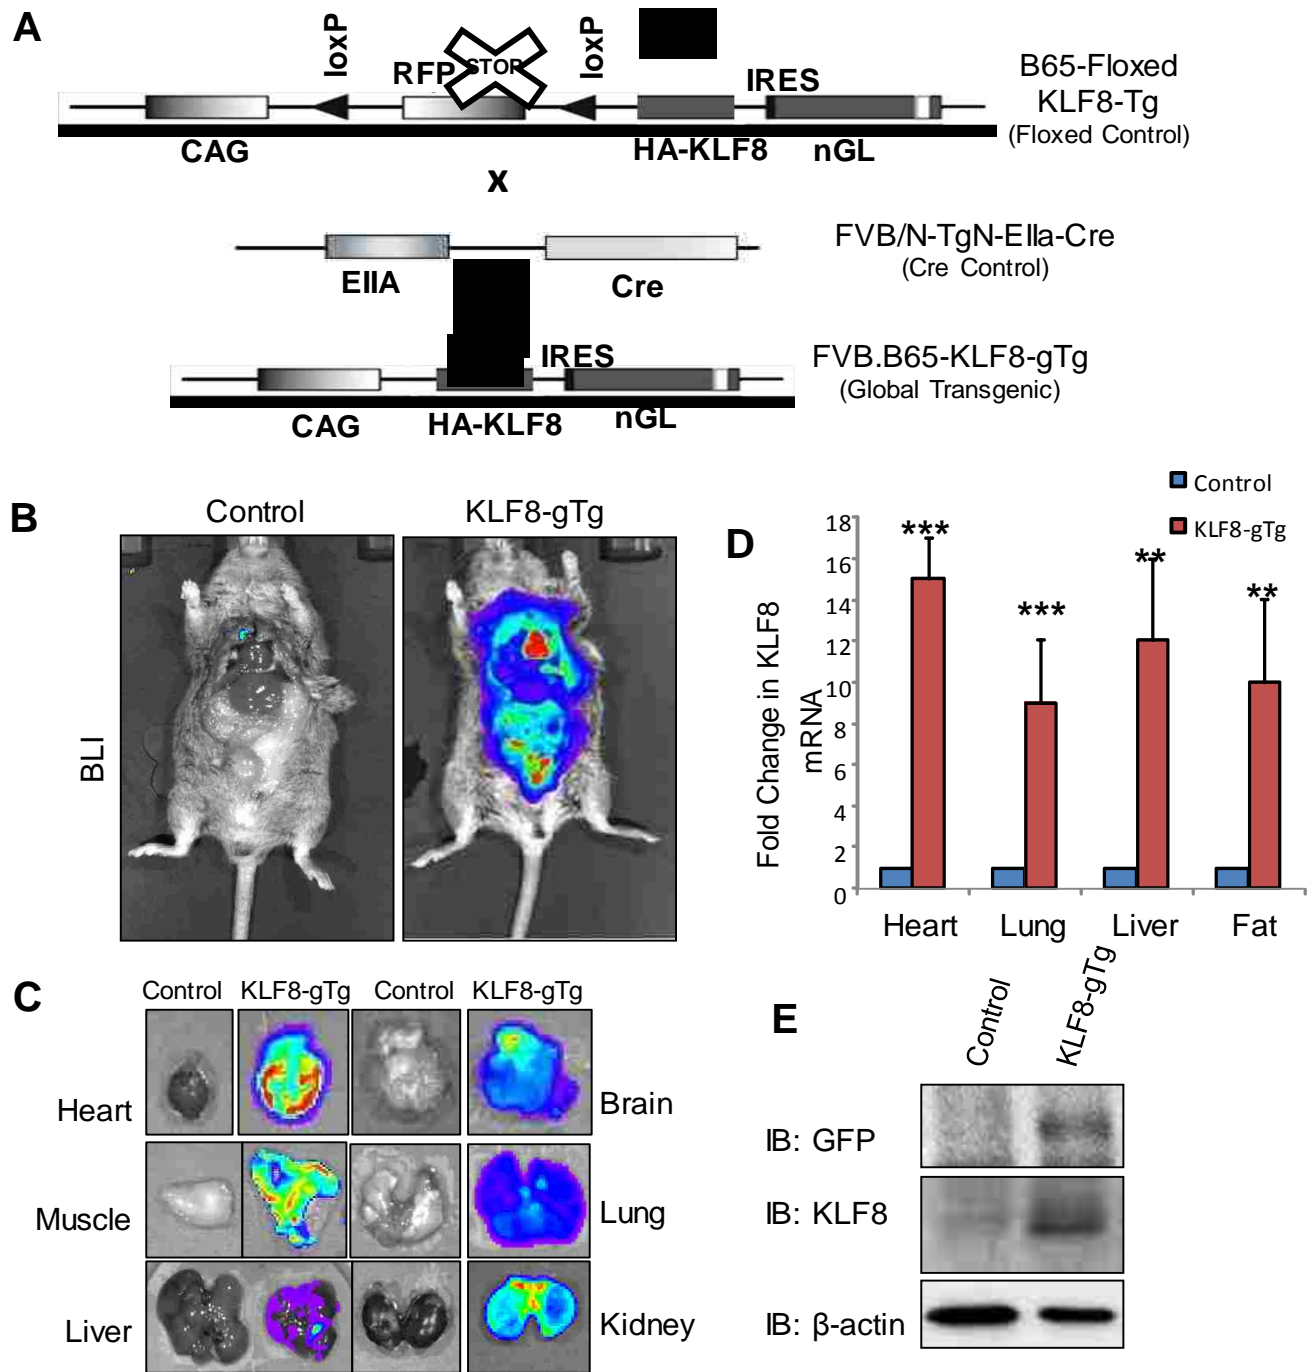 A
loxP
RFP
STOP
loxP
IRES
CAG
HA-KLF8
nGL
B65-Floxed
KLF8-Tg
(Floxed Control)
x
EIIA
Cre
FVB/N-TgN-EIIa-Cre
(Cre Control)
IRES
CAG
HA-KLF8
nGL
FVB.B65-KLF8-gTg
(Global Transgenic)
B
Control
KLF8-gTg
BLI
C
Control
KLF8-gTg
Control
KLF8-gTg
Heart
Brain
Muscle
Lung
Liver
Kidney
D
Control
KLF8-gTg
Fold Change in KLF8
mRNA
18
16
14
12
10
8
6
4
2
0
***
***
**
**
Heart
Lung
Liver
Fat
E
Control
KLF8-gTg
IB: GFP
IB: KLF8
IB: β-actin